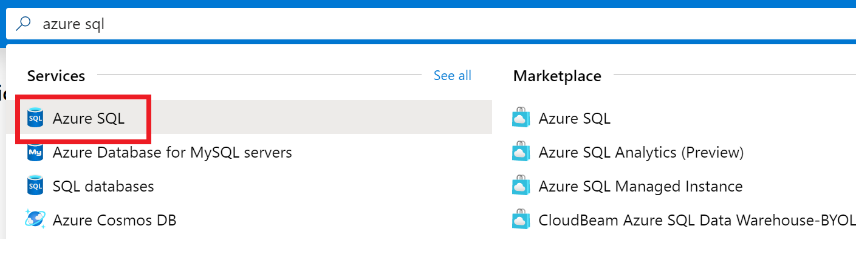 azure sql
Services See all
Azure SQL
Azure Database for MySQL servers
SQL databases
Azure Cosmos DB
Marketplace
Azure SQL
Azure SQL Analytics (Preview)
Azure SQL Managed Instance
CloudBeam Azure SQL Data Warehouse-BYOL